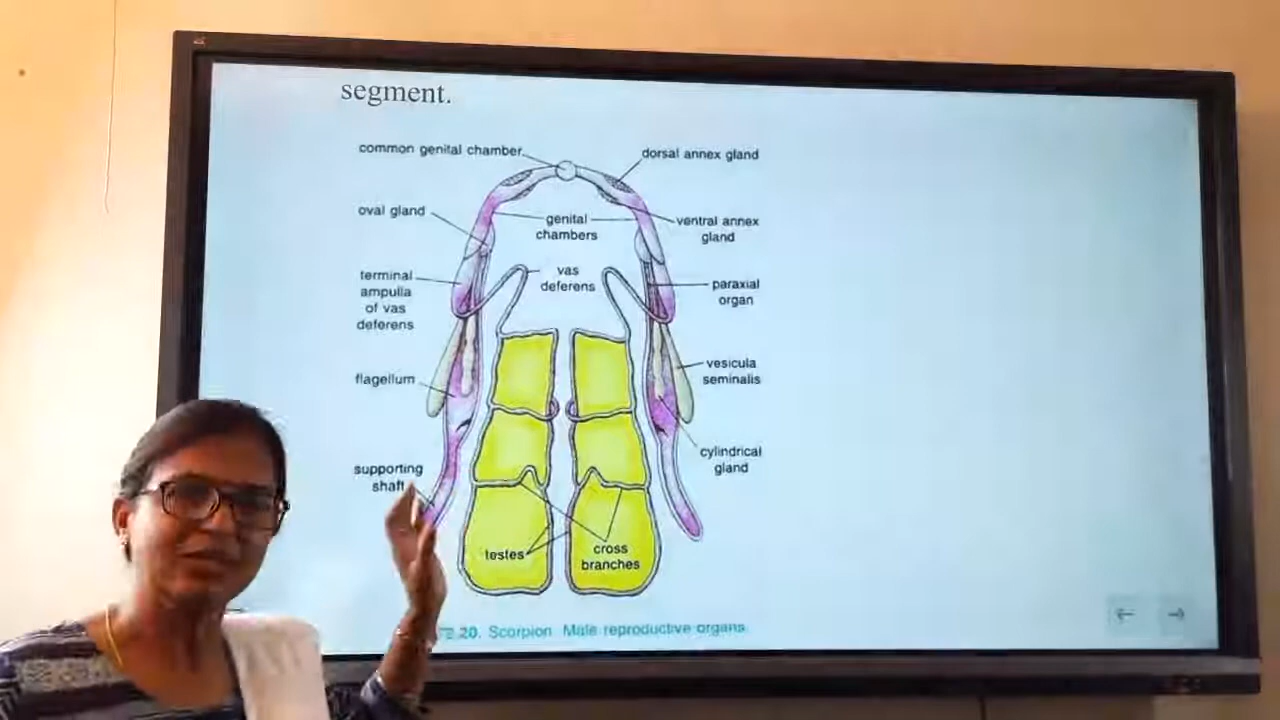 segment.
common genital chamber
dorsal annex gland
oval gland
genital
chambers
ventral annex
gland
vas
deferens
terminal
ampulla
of vas
deferens
paraxial
organ
flagellum
vesicula
seminalis
supporting
shaft
cylindrical
gland
testes
cross
branches
.20. Scorpion. Male reproductive organs.